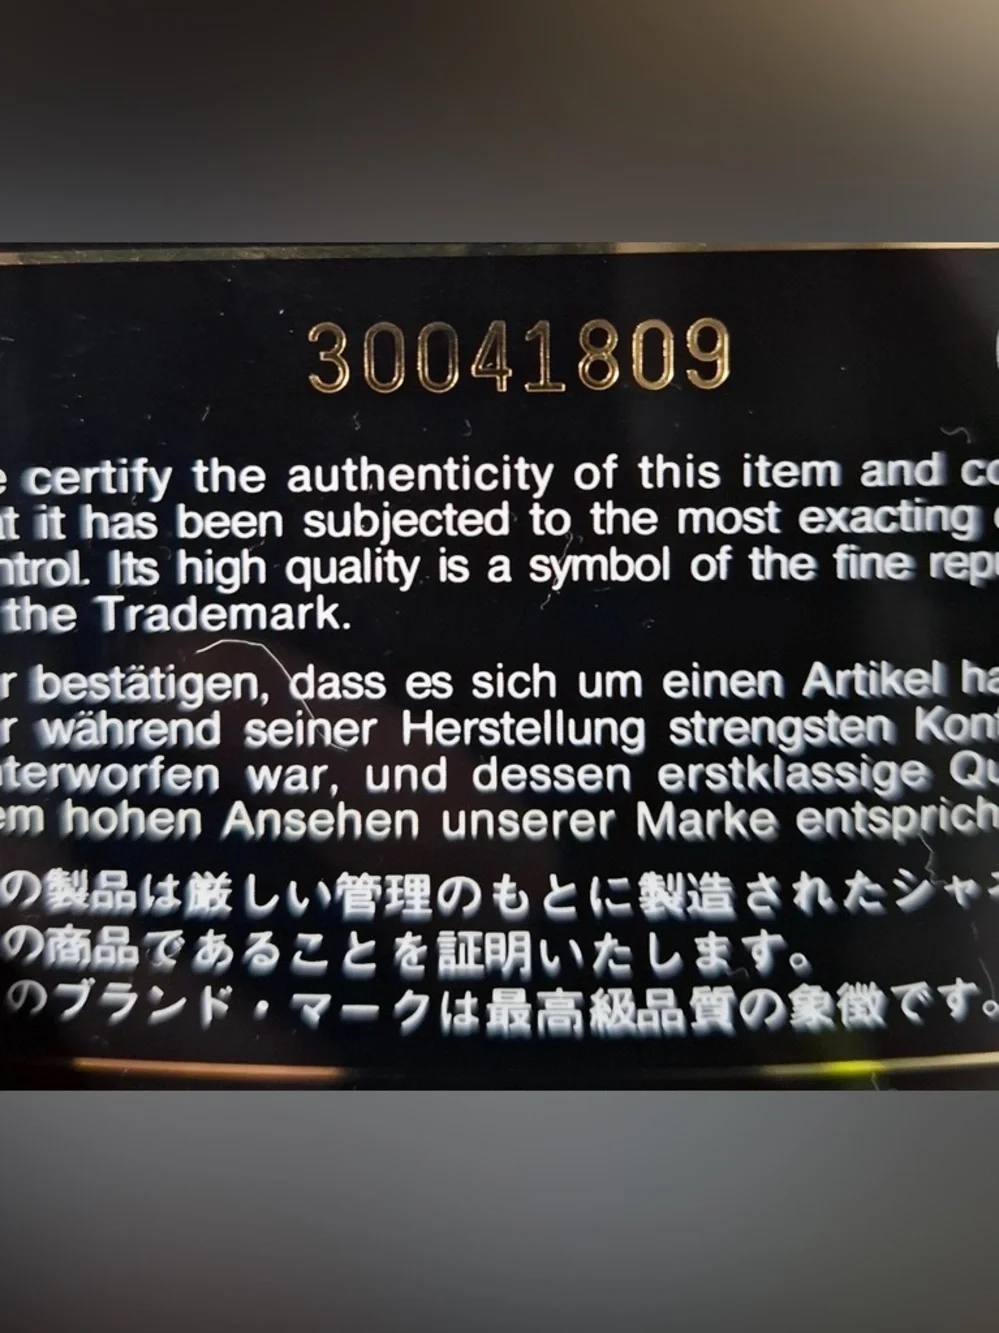 30041809
certify the authenticity of this item and
it has been subjected to the most exacting
Its high quality is a symbol of the fine
the Trademark.
bestätigen, dass es sich um einen Artikel
während seiner Herstellung strengsten
terworfen war, und dessen erstklassige
hohen Ansehen unserer Marke entsprich
の製品は厳しい管理のもとに製造されたシャネ
の商品であることを証明いたします。
のブランド・マークは最高級品質の象徴です。